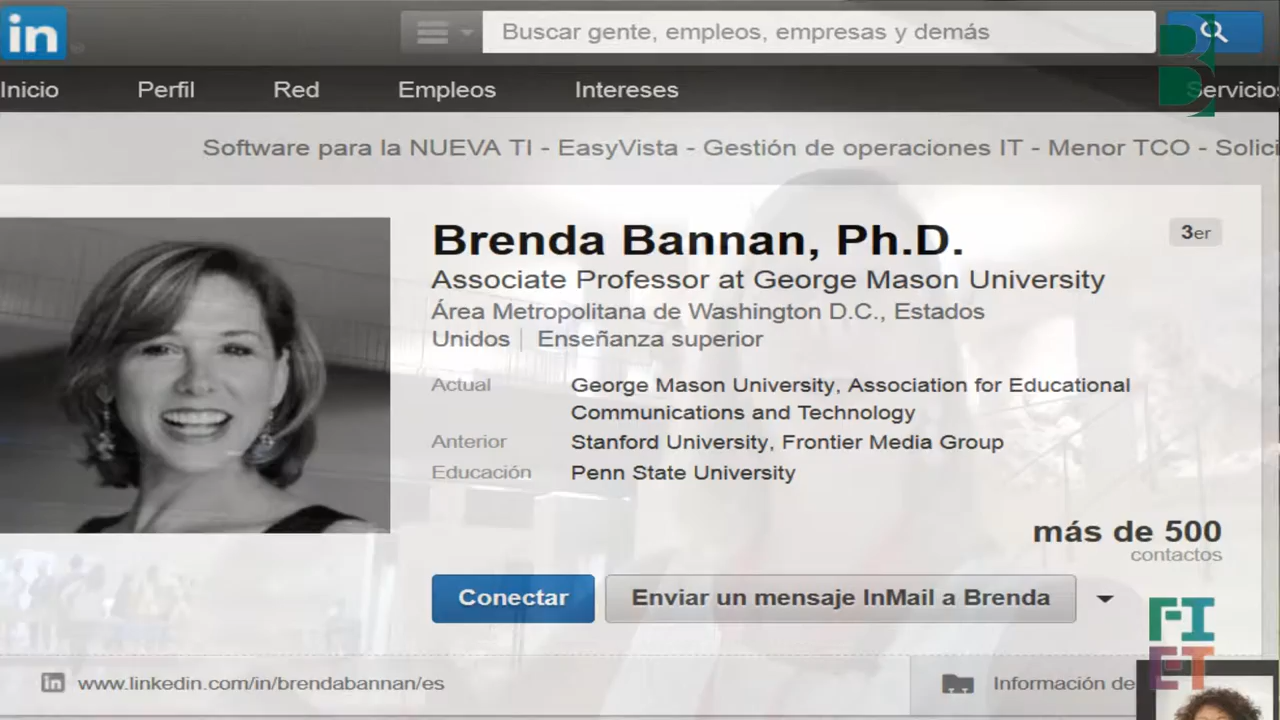 in
Buscar gente, empleos, empresas y demás
Inicio Perfil Red Empleos Intereses Servicios
Software para la NUEVA TI - EasyVista - Gestión de operaciones IT - Menor TCO - Solici
Brenda Bannan, Ph.D.
3er
Associate Professor at George Mason University
Área Metropolitana de Washington D.C., Estados
Unidos | Enseñanza superior
Actual George Mason University, Association for Educational
Communications and Technology
Anterior Stanford University, Frontier Media Group
Educación Penn State University
más de 500
contactos
Conectar Enviar un mensaje InMail a Brenda
in www.linkedin.com/in/brendabannan/es
Información de
FI
ET